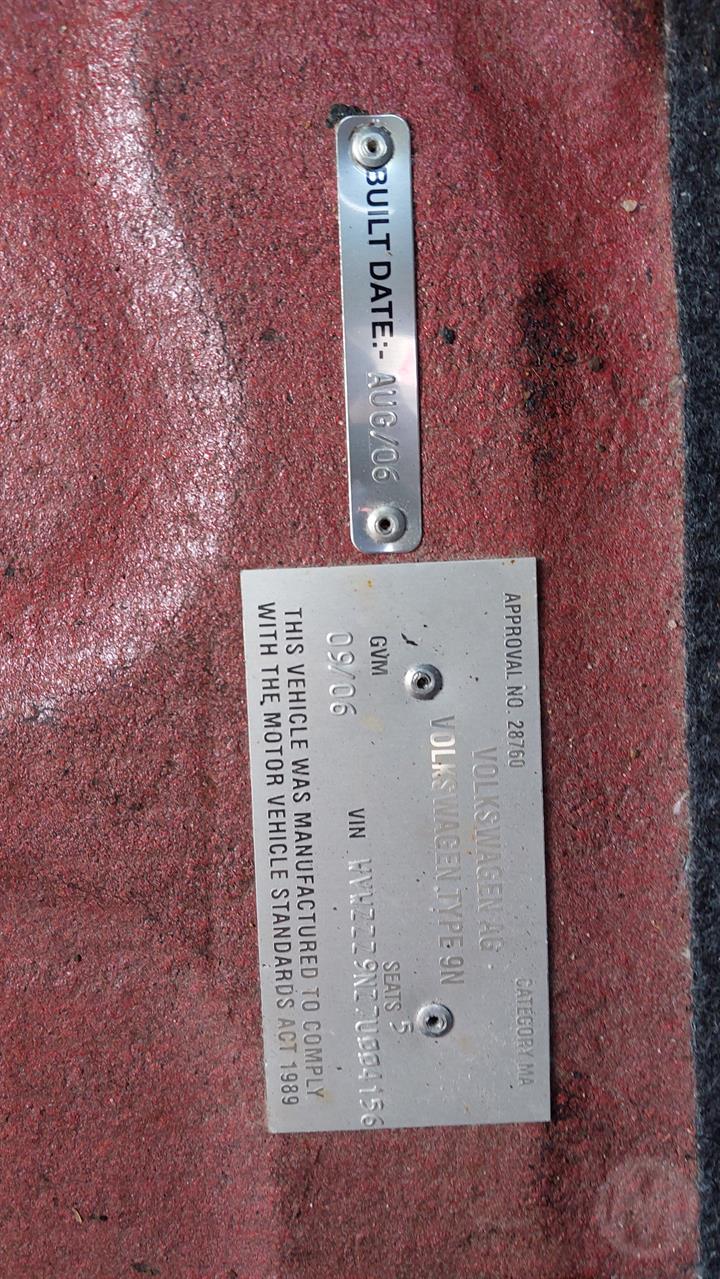 BUILT DATE:- AUG/06
APPROVAL NO. 28760 CATEGORY MA
VOLKSWAGEN AG
VOLKSWAGEN TYPE 9N
GVM SEATS 5
09/06 VIN WVWZZZ9NZ7U004156
THIS VEHICLE WAS MANUFACTURED TO COMPLY
WITH THE MOTOR VEHICLE STANDARDS ACT 1989